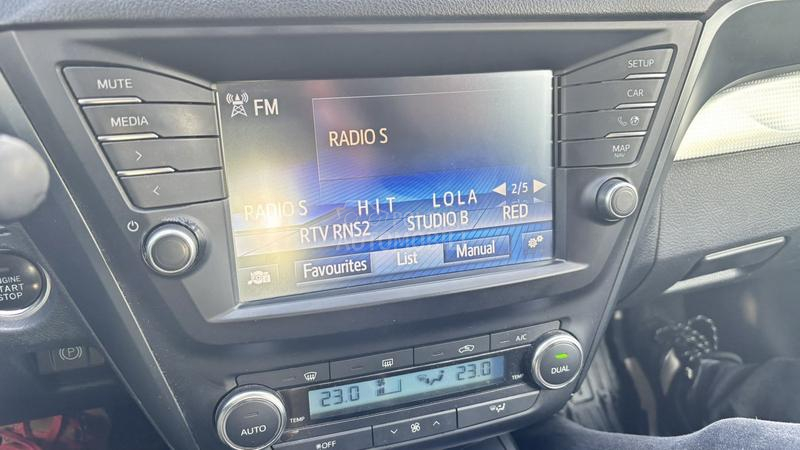 MUTE
MEDIA
>
<
ENGINE
START
STOP
FM
RADIO S
RADIO S HIT LOLA 2/5
RTV RNS2 STUDIO B RED
Favourites List Manual
SETUP
CAR
MAP
NAV
A/C
23.0 23.0
TEMP TEMP
AUTO
DUAL
OFF